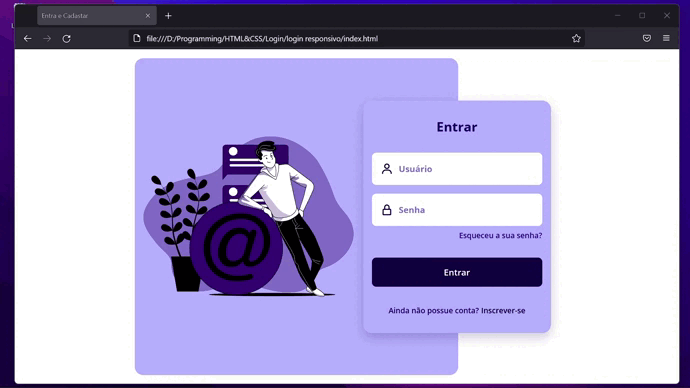 Entra e Cadastar
file:///D:/Programming/HTML&CSS/Login/login responsivo/index.html
Entrar
Usuário
Senha
Esqueceu a sua senha?
Entrar
Ainda não possue conta? Inscrever-se
@